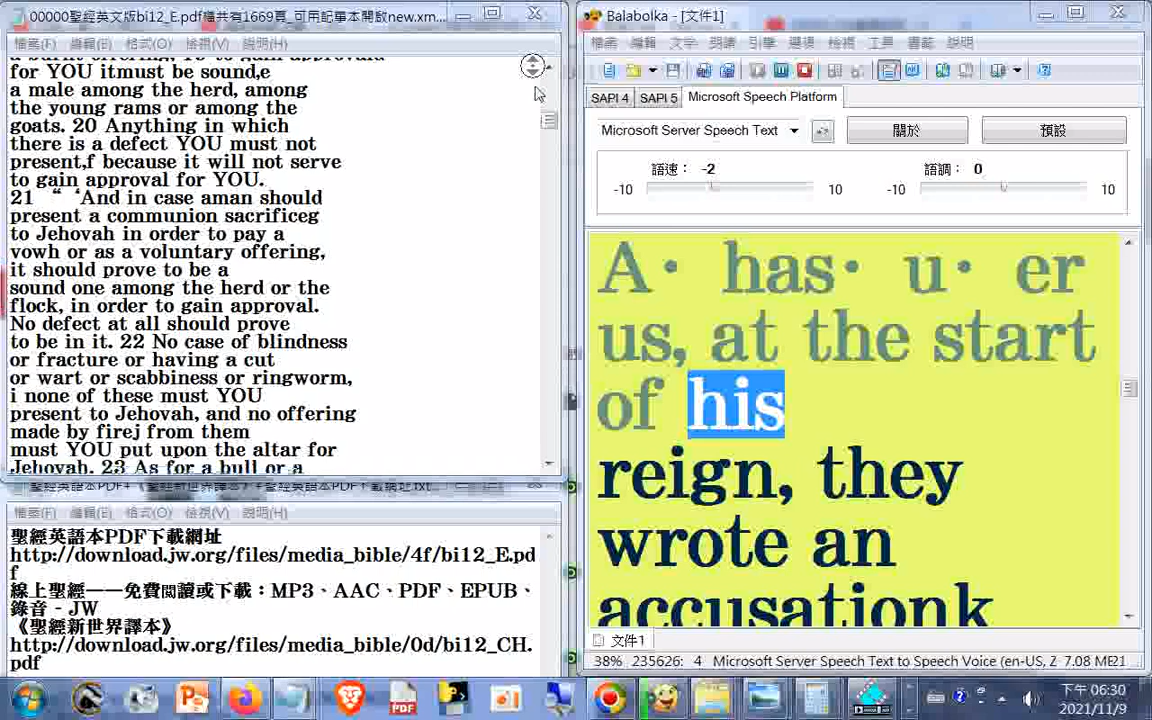 00000聖經英文版bi12_E.pdf檔共有1669頁_可用記事本開啟new.xm...
檔案(F) 編輯(E) 格式(O) 檢視(V) 說明(H)
for YOU itmust be sound,e
a male among the herd, among
the young rams or among the
goats. 20 Anything in which
there is a defect YOU must not
present,f because it will not serve
to gain approval for YOU.
21 “ ‘And in case aman should
present a communion sacrificeg
to Jehovah in order to pay a
vowh or as a voluntary offering,
it should prove to be a
sound one among the herd or the
flock, in order to gain approval.
No defect at all should prove
to be in it. 22 No case of blindness
or fracture or having a cut
or wart or scabbiness or ringworm,
i none of these must YOU
present to Jehovah, and no offering
made by firej from them
must YOU put upon the altar for
Jehovah. 23 As for a bull or a
檔案(F) 編輯(E) 格式(O) 檢視(V) 說明(H)
聖經英語本PDF下載網址
http://download.jw.org/files/media_bible/4f/bi12_E.pd
f
線上聖經——免費閱讀或下載：MP3、AAC、PDF、EPUB、
錄音 - JW
《聖經新世界譯本》
http://download.jw.org/files/media_bible/0d/bi12_CH.
pdf
Balabolka - [文件1]
檔案 編輯 文字 朗讀 引擎 選項 檢視 工具 書籤 說明
SAPI 4 SAPI 5 Microsoft Speech Platform
Microsoft Server Speech Text 關於 預設
語速： -2 語調： 0
-10 10 -10 10
A· has· u· er
us, at the start
of his
reign, they
wrote an
accusationk
文件1
38% 235626: 4 Microsoft Server Speech Text to Speech Voice (en-US, Z 7.08 ME21
下午 06:30
2021/11/9